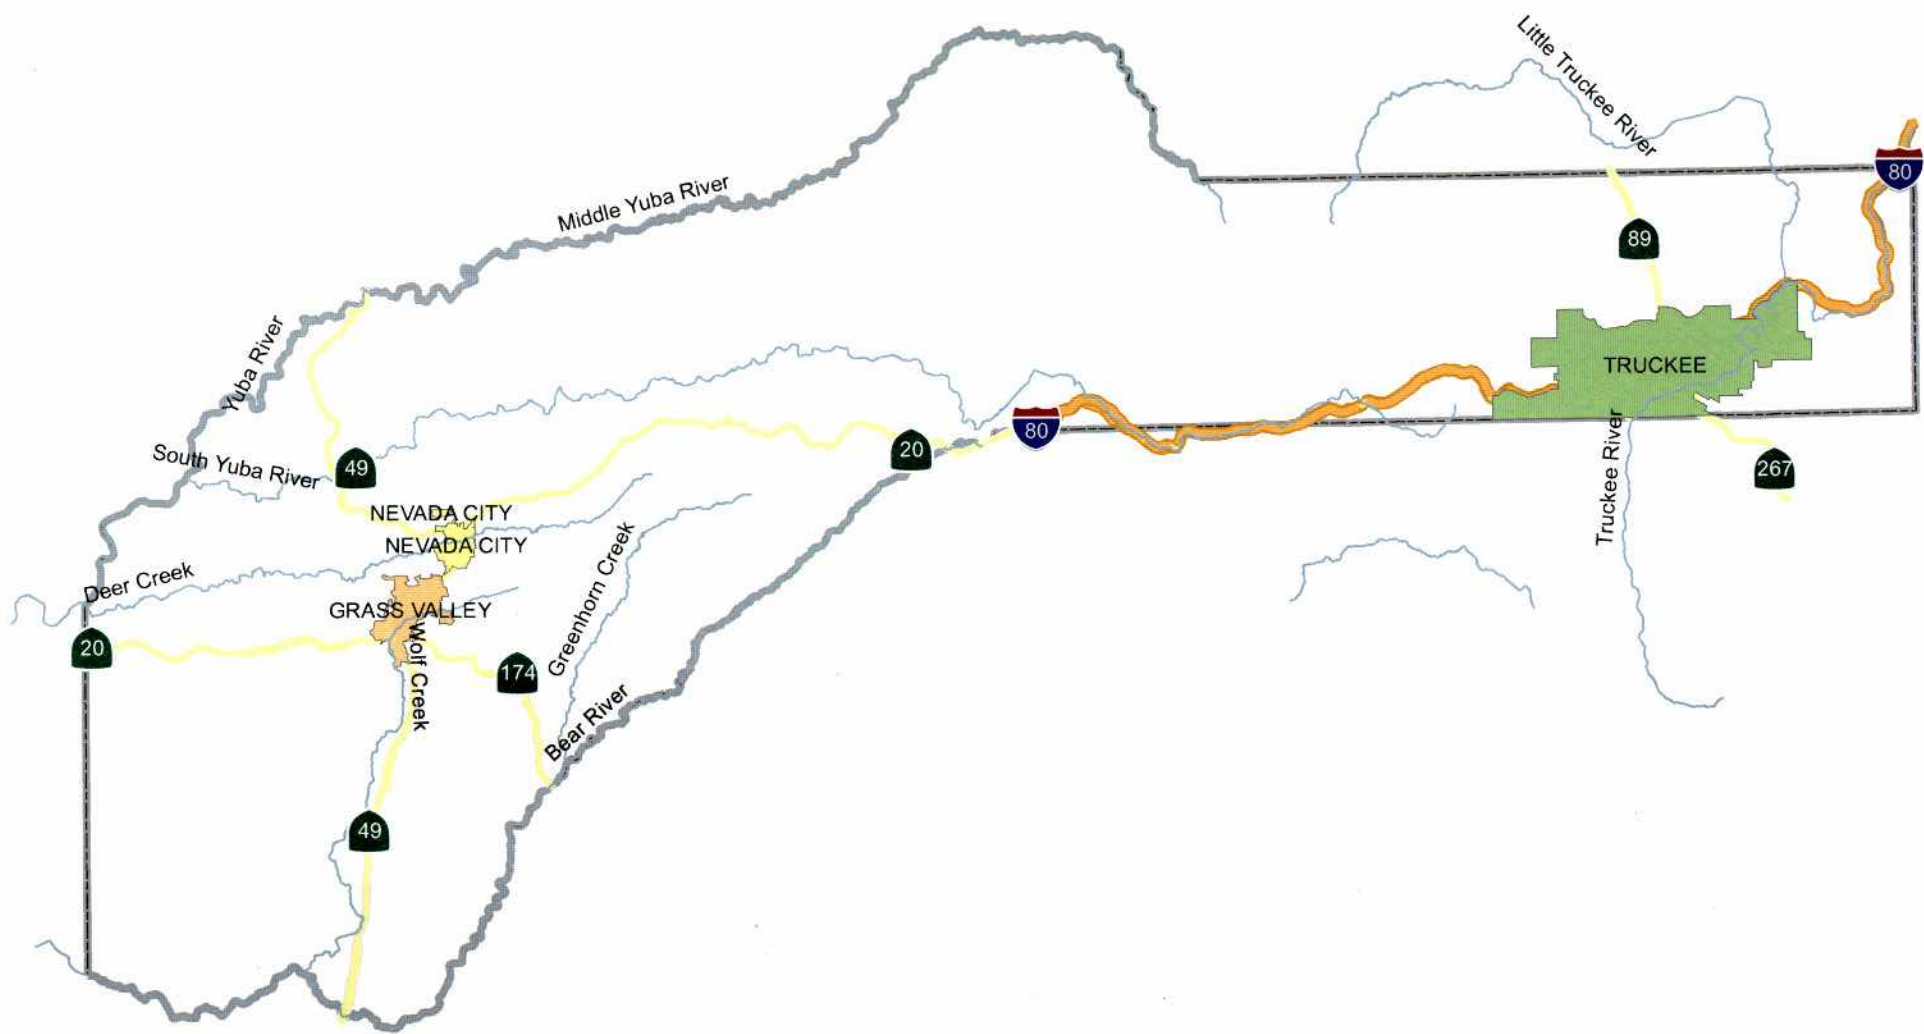 Little Truckee River
80
Middle Yuba River
89
Yuba River
TRUCKEE
80
20
49
South Yuba River
267
Truckee River
NEVADA CITY
NEVADA CITY
Deer Creek
GRASS VALLEY
Greenhorn Creek
20
Wolf Creek
174
Bear River
49